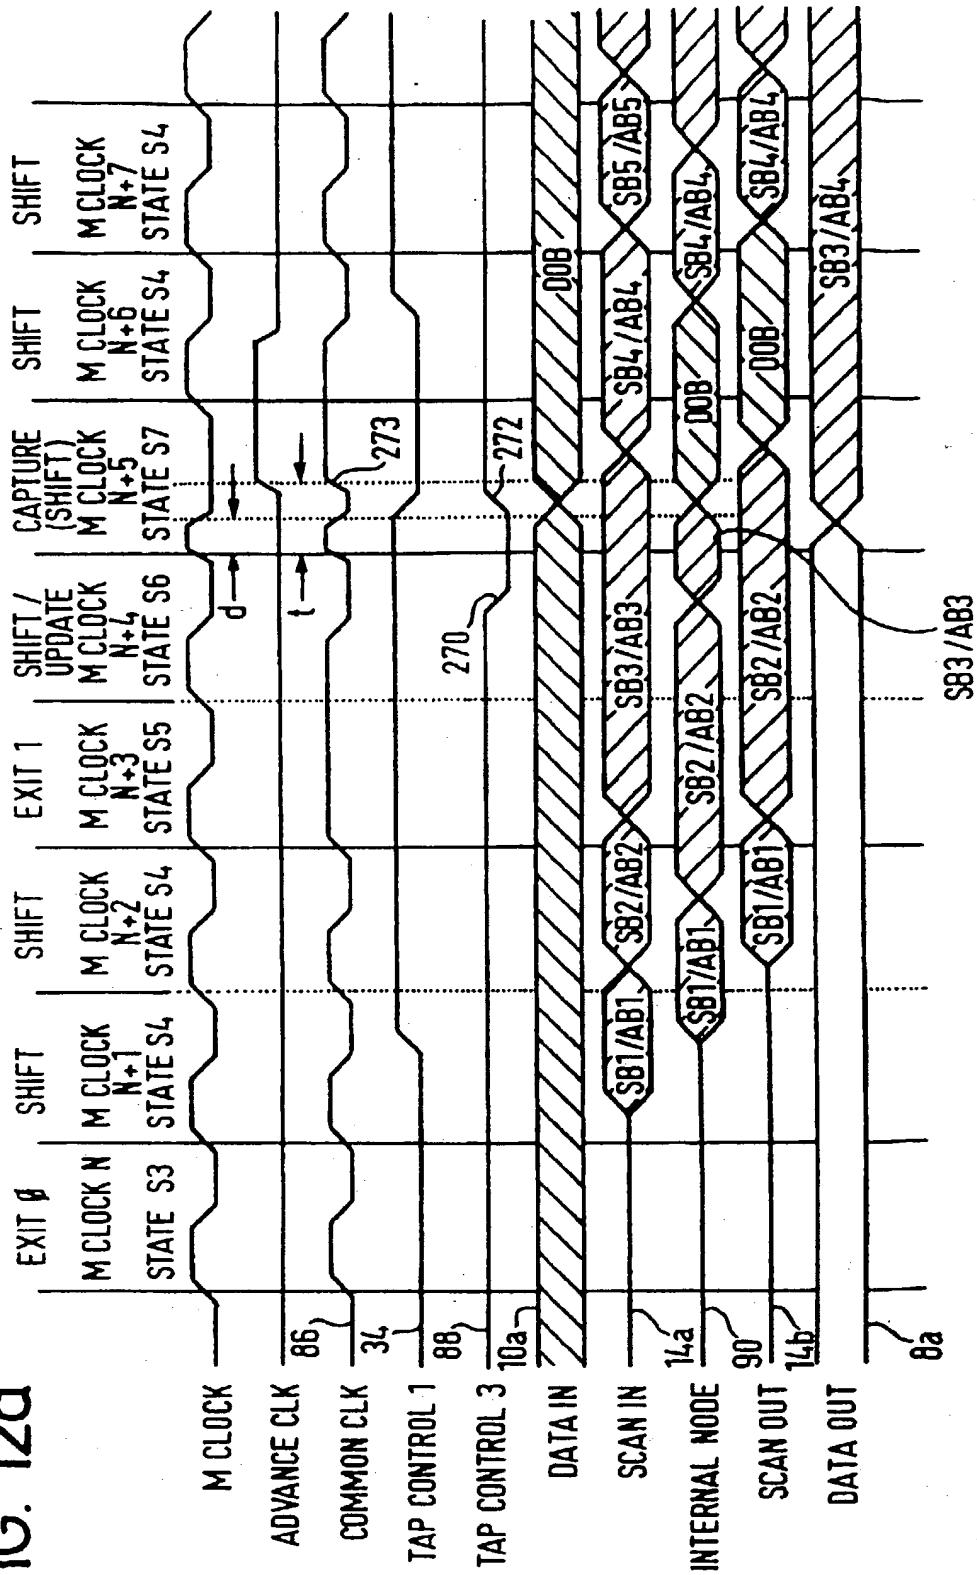 FIG. 12a
EXIT Ø
M CLOCK N
STATE S3
SHIFT
M CLOCK
N+1
STATE S4
SHIFT
M CLOCK
N+2
STATE S4
EXIT 1
M CLOCK
N+3
STATE S5
SHIFT /
UPDATE
M CLOCK
N+4
STATE S6
CAPTURE
(SHIFT)
M CLOCK
N+5
STATE S7
SHIFT
M CLOCK
N+6
STATE S4
SHIFT
M CLOCK
N+7
STATE S4
M CLOCK
d
ADVANCE CLK
86
t
COMMON CLK
34
273
TAP CONTROL 1
88
TAP CONTROL 3
270
272
10a
DATA IN
DOB
SCAN IN
14a
SB1/AB1
SB2/AB2
SB3/AB3
SB4/AB4
SB5/AB5
INTERNAL NODE
90
SB1/AB1
SB2/AB2
DOB
SB4/AB4
SCAN OUT
14b
SB1/AB1
SB2/AB2
DOB
SB4/AB4
DATA OUT
8a
SB3/AB4
SB3/AB3